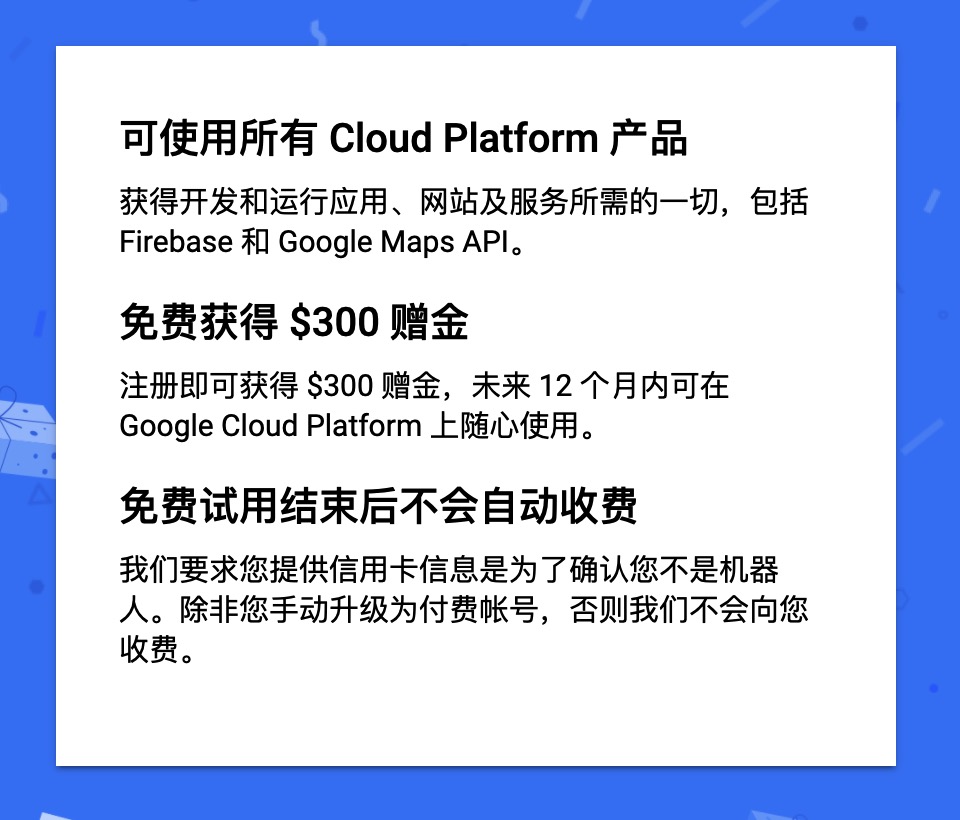 可使用所有 Cloud Platform 产品
获得开发和运行应用、网站及服务所需的一切，包括
Firebase 和 Google Maps API。
免费获得 $300 赠金
注册即可获得 $300 赠金，未来 12 个月内可在
Google Cloud Platform 上随心使用。
免费试用结束后不会自动收费
我们要求您提供信用卡信息是为了确认您不是机器
人。除非您手动升级为付费帐号，否则我们不会向您
收费。